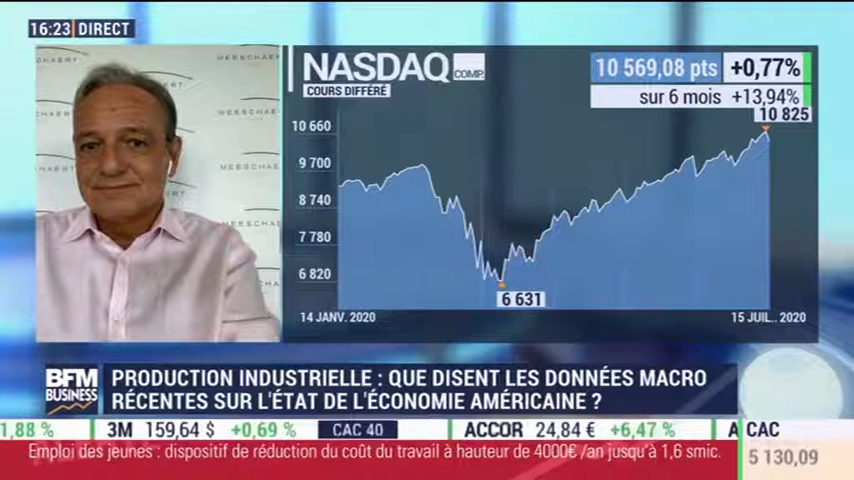 16:23 DIRECT
MEESCHAERT
MEESCHAERT
MEESCHAERT
NASDAQ COMP.
COURS DIFFÉRÉ
10 569,08 pts +0,77%
sur 6 mois +13,94%
10 825
10 660
9 700
8 740
7 780
6 820
6 631
14 JANV. 2020
15 JUIL.. 2020
BFM
BUSINESS
PRODUCTION INDUSTRIELLE : QUE DISENT LES DONNÉES MACRO
RÉCENTES SUR L'ÉTAT DE L'ÉCONOMIE AMÉRICAINE ?
1,88 % 3M 159,64 $ +0,69 % CAC 40 ACCOR 24,84 € +6,47 % A CAC
Emploi des jeunes : dispositif de réduction du coût du travail à hauteur de 4000€ /an jusqu'à 1,6 smic.
5 130,09